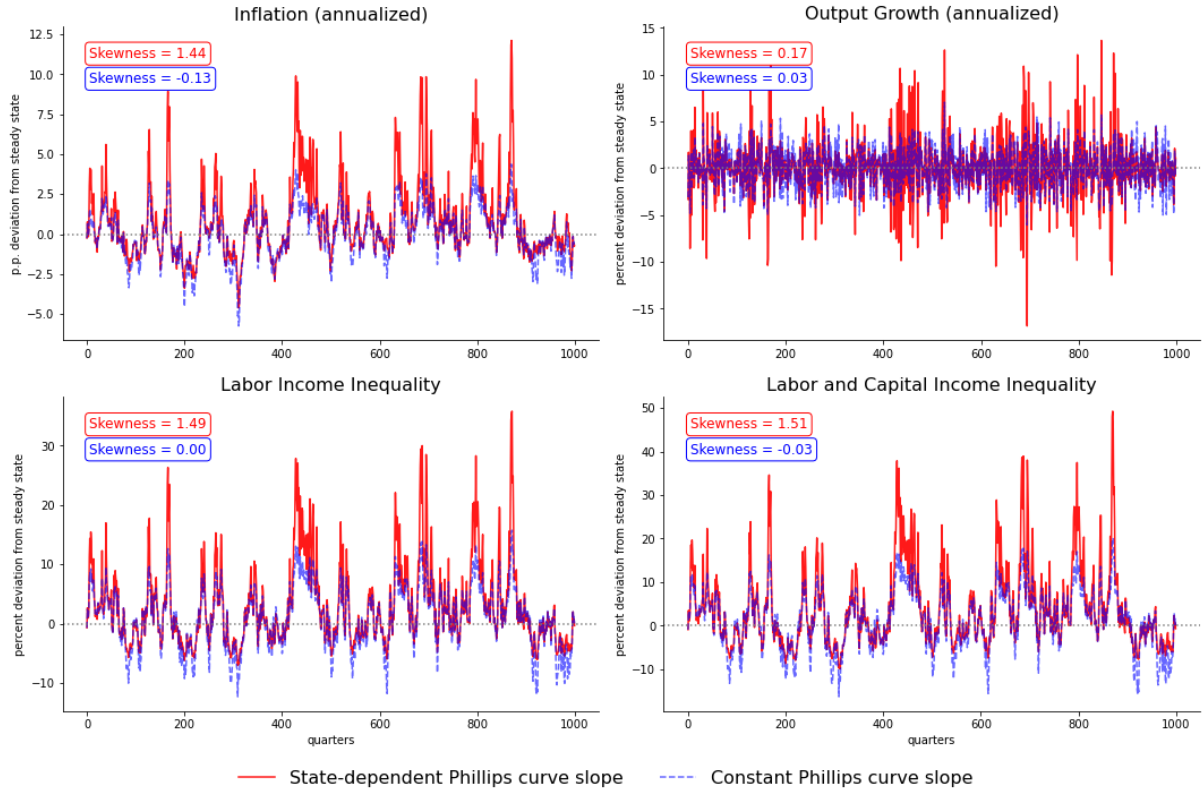 Inflation (annualized)
Skewness = 1.44
Skewness = -0.13
p.p. deviation from steady state
12.5
10.0
7.5
5.0
2.5
0.0
−2.5
−5.0
0 200 400 600 800 1000
Output Growth (annualized)
Skewness = 0.17
Skewness = 0.03
percent deviation from steady state
15
10
5
0
−5
−10
−15
0 200 400 600 800 1000
Labor Income Inequality
Skewness = 1.49
Skewness = 0.00
percent deviation from steady state
30
20
10
0
−10
0 200 400 600 800 1000
quarters
Labor and Capital Income Inequality
Skewness = 1.51
Skewness = -0.03
percent deviation from steady state
50
40
30
20
10
0
−10
0 200 400 600 800 1000
quarters
State-dependent Phillips curve slope
Constant Phillips curve slope